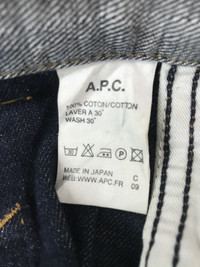 A.P.C.
100% COTON/COTTON
LAVER A 30°
WASH 30°
MADE IN JAPAN
C
WEB:WWW.APC.FR
09